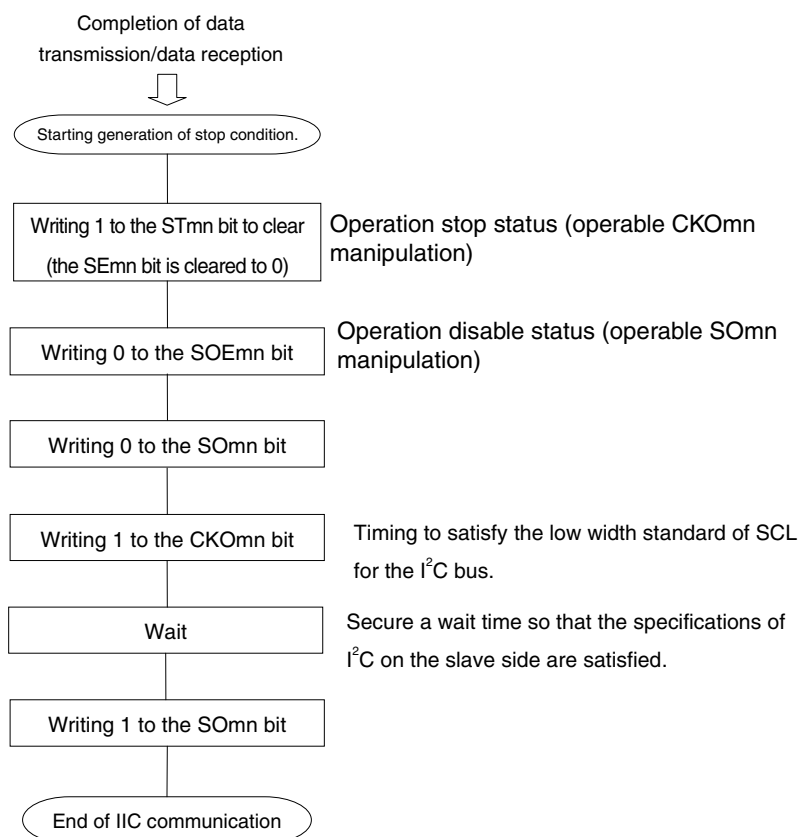 Completion of data
transmission/data reception
Starting generation of stop condition.
Writing 1 to the STmn bit to clear
(the SEmn bit is cleared to 0)
Operation stop status (operable CKOmn
manipulation)
Writing 0 to the SOEmn bit
Operation disable status (operable SOmn
manipulation)
Writing 0 to the SOmn bit
Writing 1 to the CKOmn bit
Timing to satisfy the low width standard of SCL
for the I²C bus.
Wait
Secure a wait time so that the specifications of
I²C on the slave side are satisfied.
Writing 1 to the SOmn bit
End of IIC communication